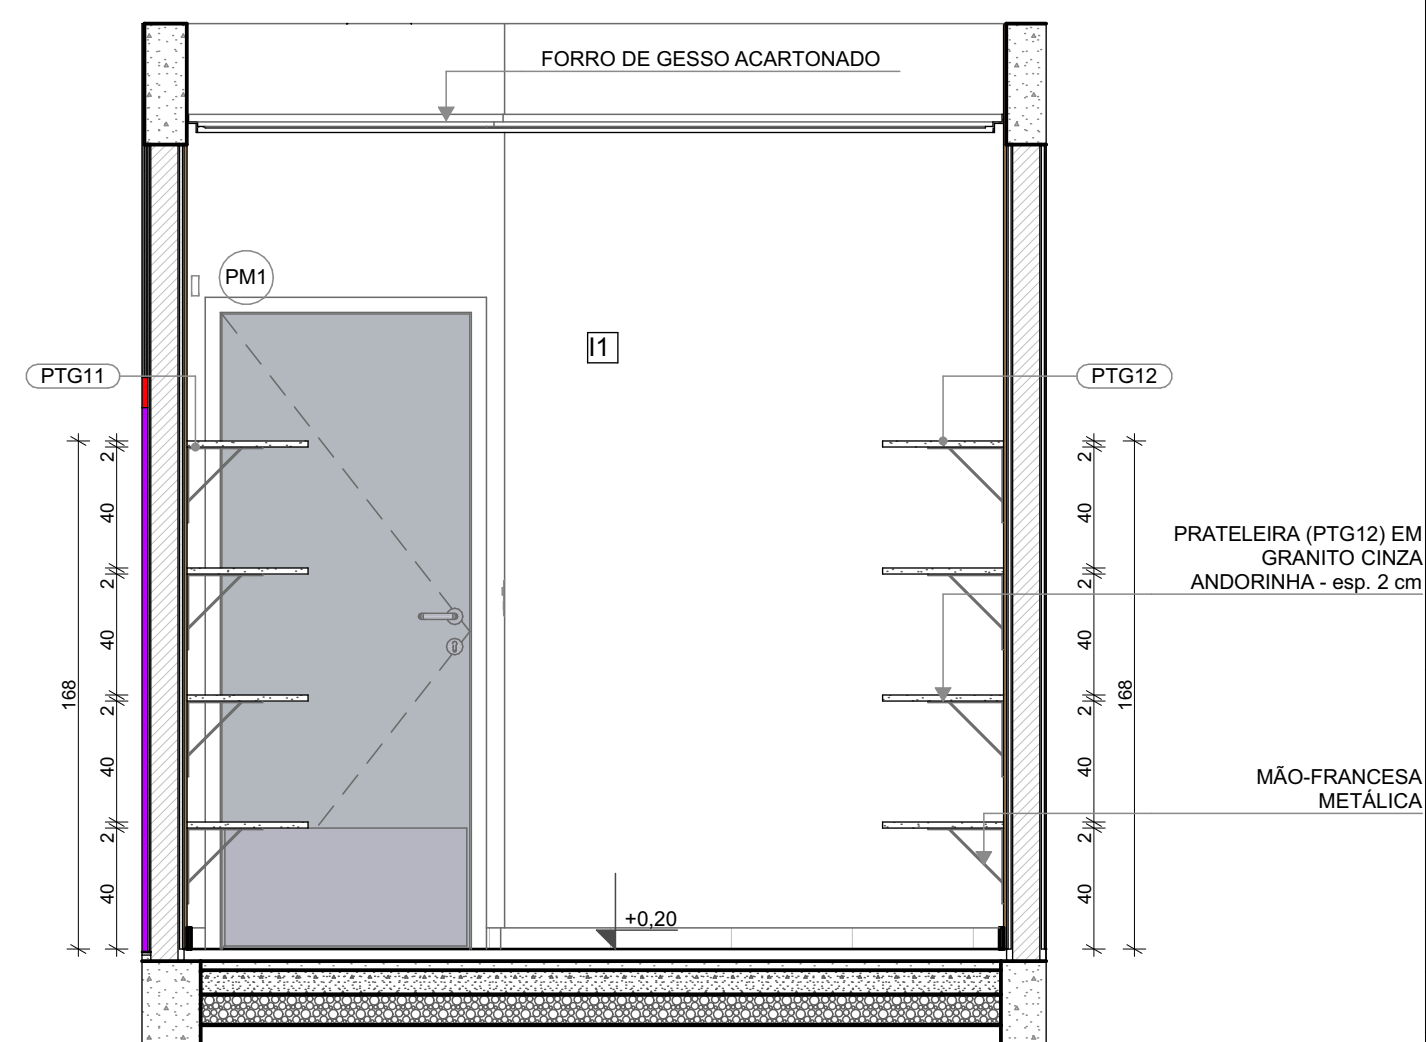 FORRO DE GESSO ACARTONADO
PM1
I1
PTG11
PTG12
2
40
2
40
2
40
2
40
168
2
40
2
40
2
40
2
40
168
PRATELEIRA (PTG12) EM
GRANITO CINZA
ANDORINHA - esp. 2 cm
MÃO-FRANCESA
METÁLICA
+0,20